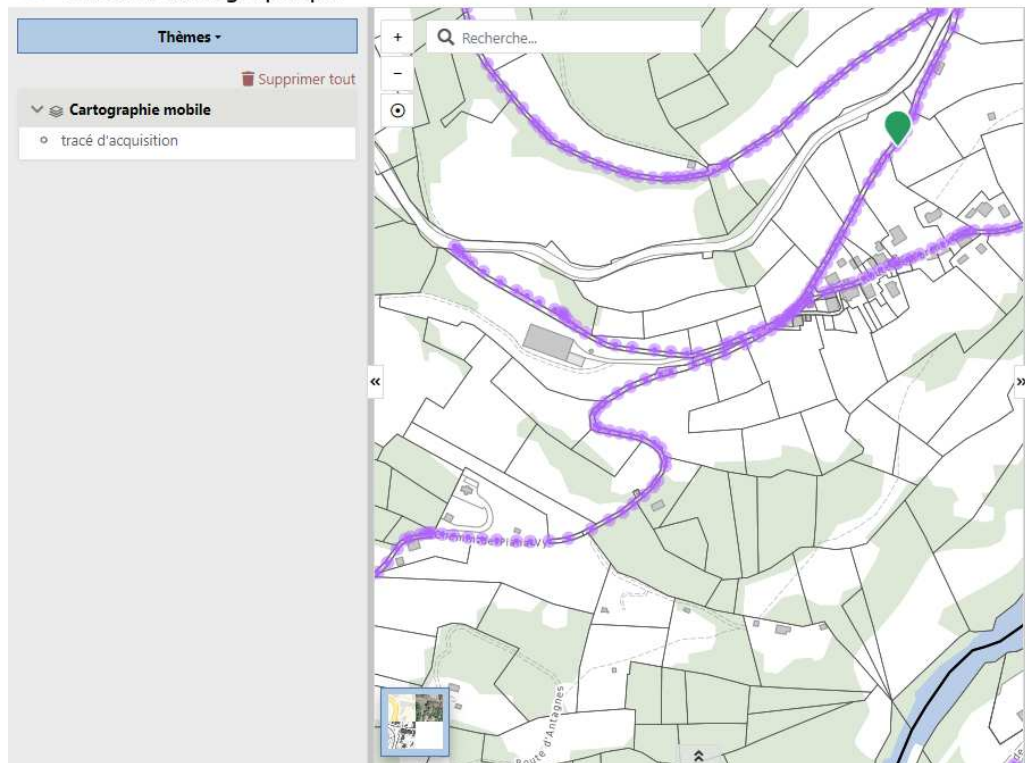 Thèmes
Supprimer tout
Cartographie mobile
tracé d'acquisition
+
Recherche...
−
«
»
Route d'Antagnes